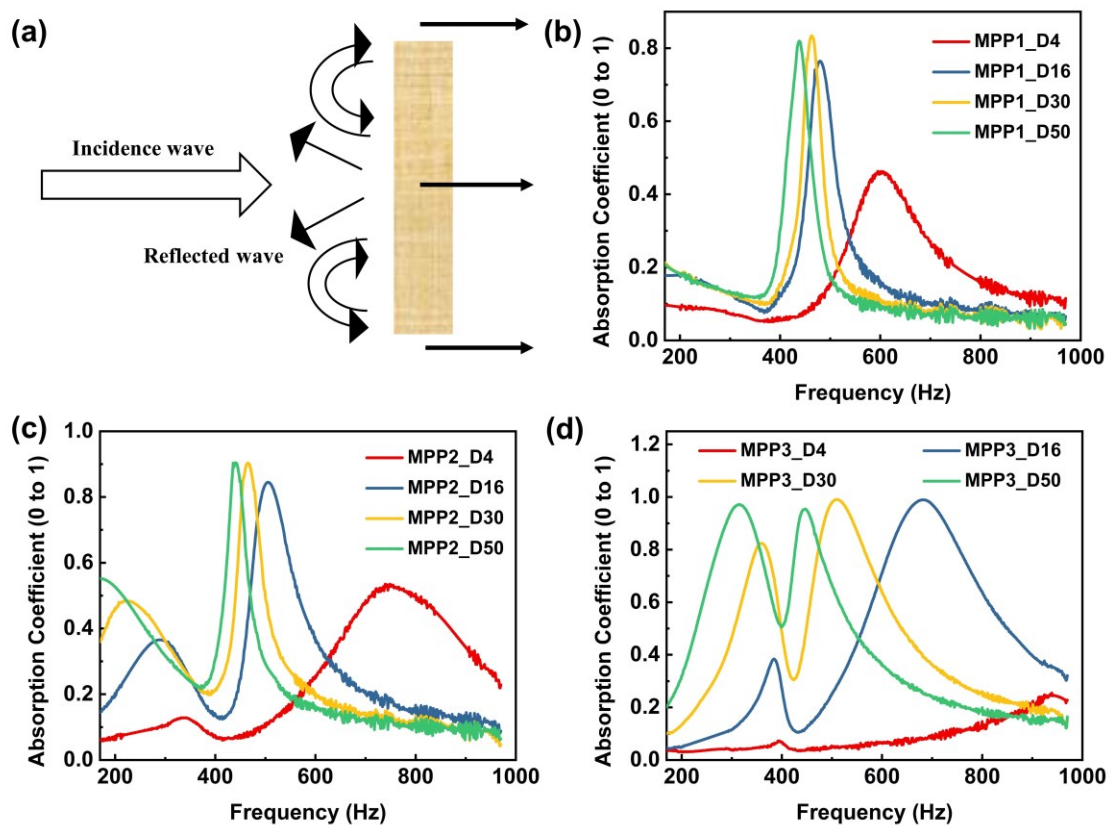 (a)
Incidence wave
Reflected wave
(b)
Absorption Coefficient (0 to 1)
0.8
0.6
0.4
0.2
0.0
MPP1_D4
MPP1_D16
MPP1_D30
MPP1_D50
200 400 600 800 1000
Frequency (Hz)
(c)
Absorption Coefficient (0 to 1)
1.0
0.8
0.6
0.4
0.2
0.0
MPP2_D4
MPP2_D16
MPP2_D30
MPP2_D50
200 400 600 800 1000
Frequency (Hz)
(d)
Absorption Coefficient (0 to 1)
1.2
1.0
0.8
0.6
0.4
0.2
0.0
MPP3_D4 MPP3_D16
MPP3_D30 MPP3_D50
200 400 600 800 1000
Frequency (Hz)